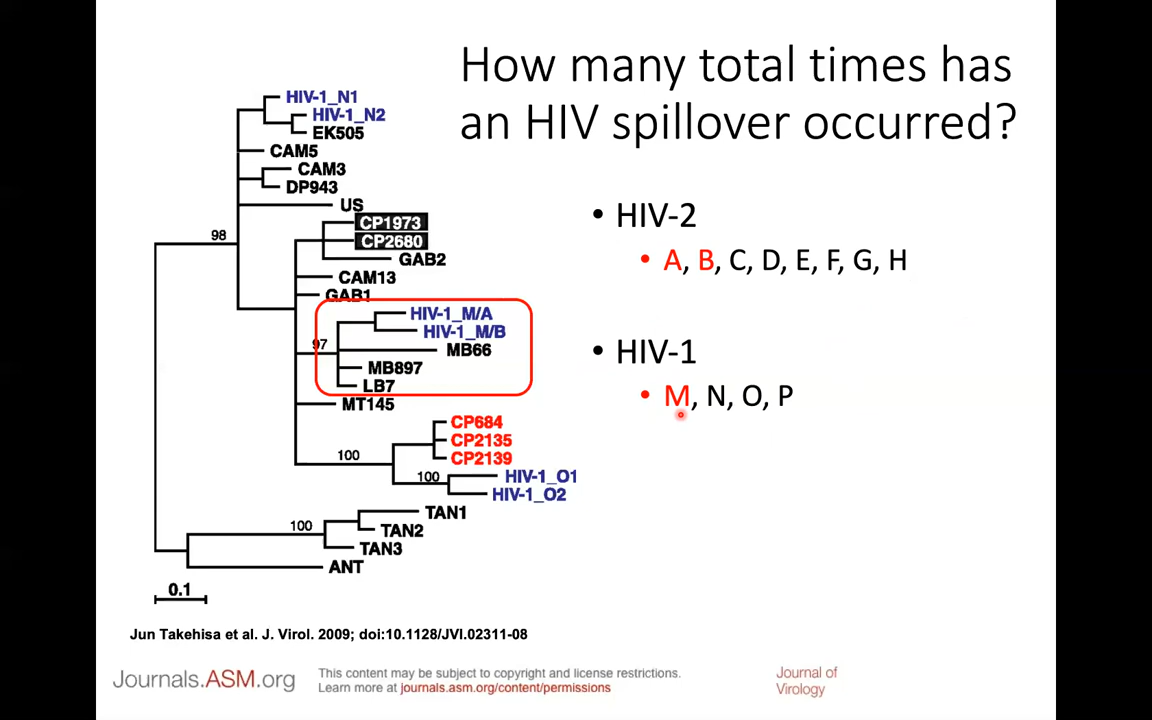 How many total times has
an HIV spillover occurred?
• HIV-2
• A, B, C, D, E, F, G, H
• HIV-1
• M, N, O, P
HIV-1_N1
HIV-1_N2
EK505
CAM5
CAM3
DP943
US
98
CP1973
CP2680
GAB2
CAM13
GAB1
HIV-1_M/A
HIV-1_M/B
97
MB66
MB897
LB7
MT145
CP684
CP2135
100
CP2139
100
HIV-1_O1
HIV-1_O2
TAN1
100
TAN2
TAN3
ANT
0.1
Jun Takehisa et al. J. Virol. 2009; doi:10.1128/JVI.02311-08
Journals.ASM.org
This content may be subject to copyright and license restrictions.
Learn more at journals.asm.org/content/permissions
Journal of
Virology